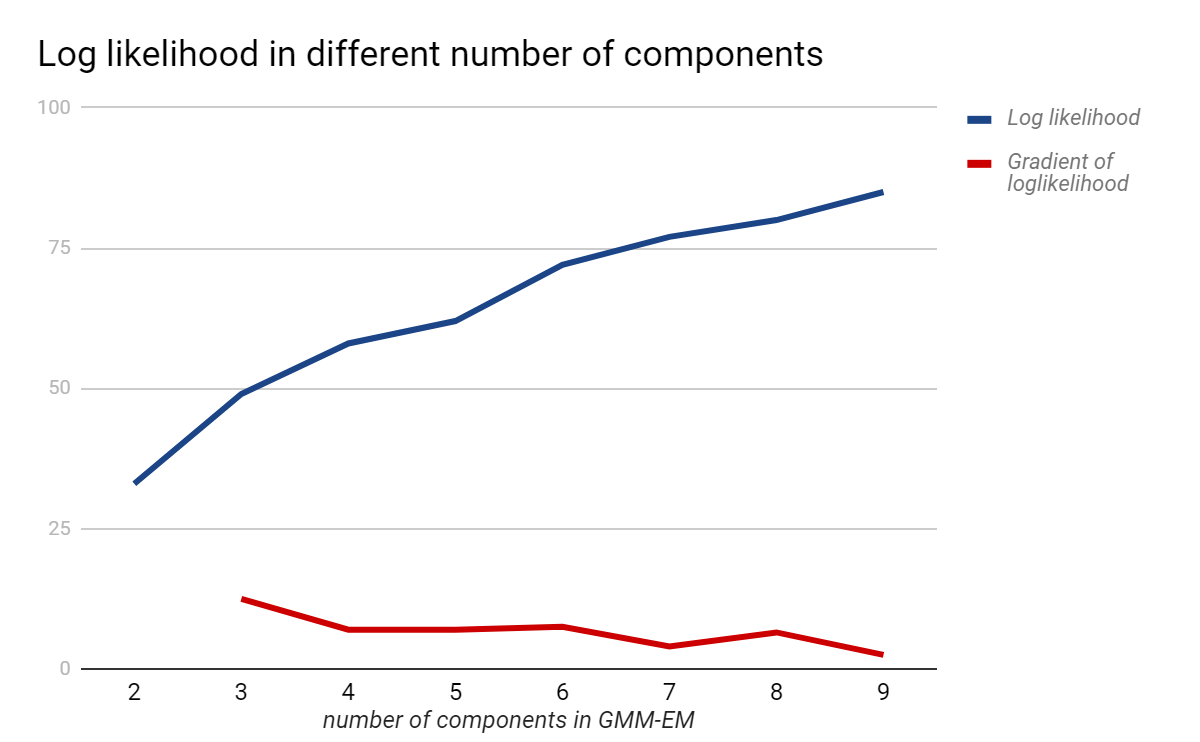 Log likelihood in different number of components
100
75
50
25
0
2 3 4 5 6 7 8 9
number of components in GMM-EM
Log likelihood
Gradient of
loglikelihood